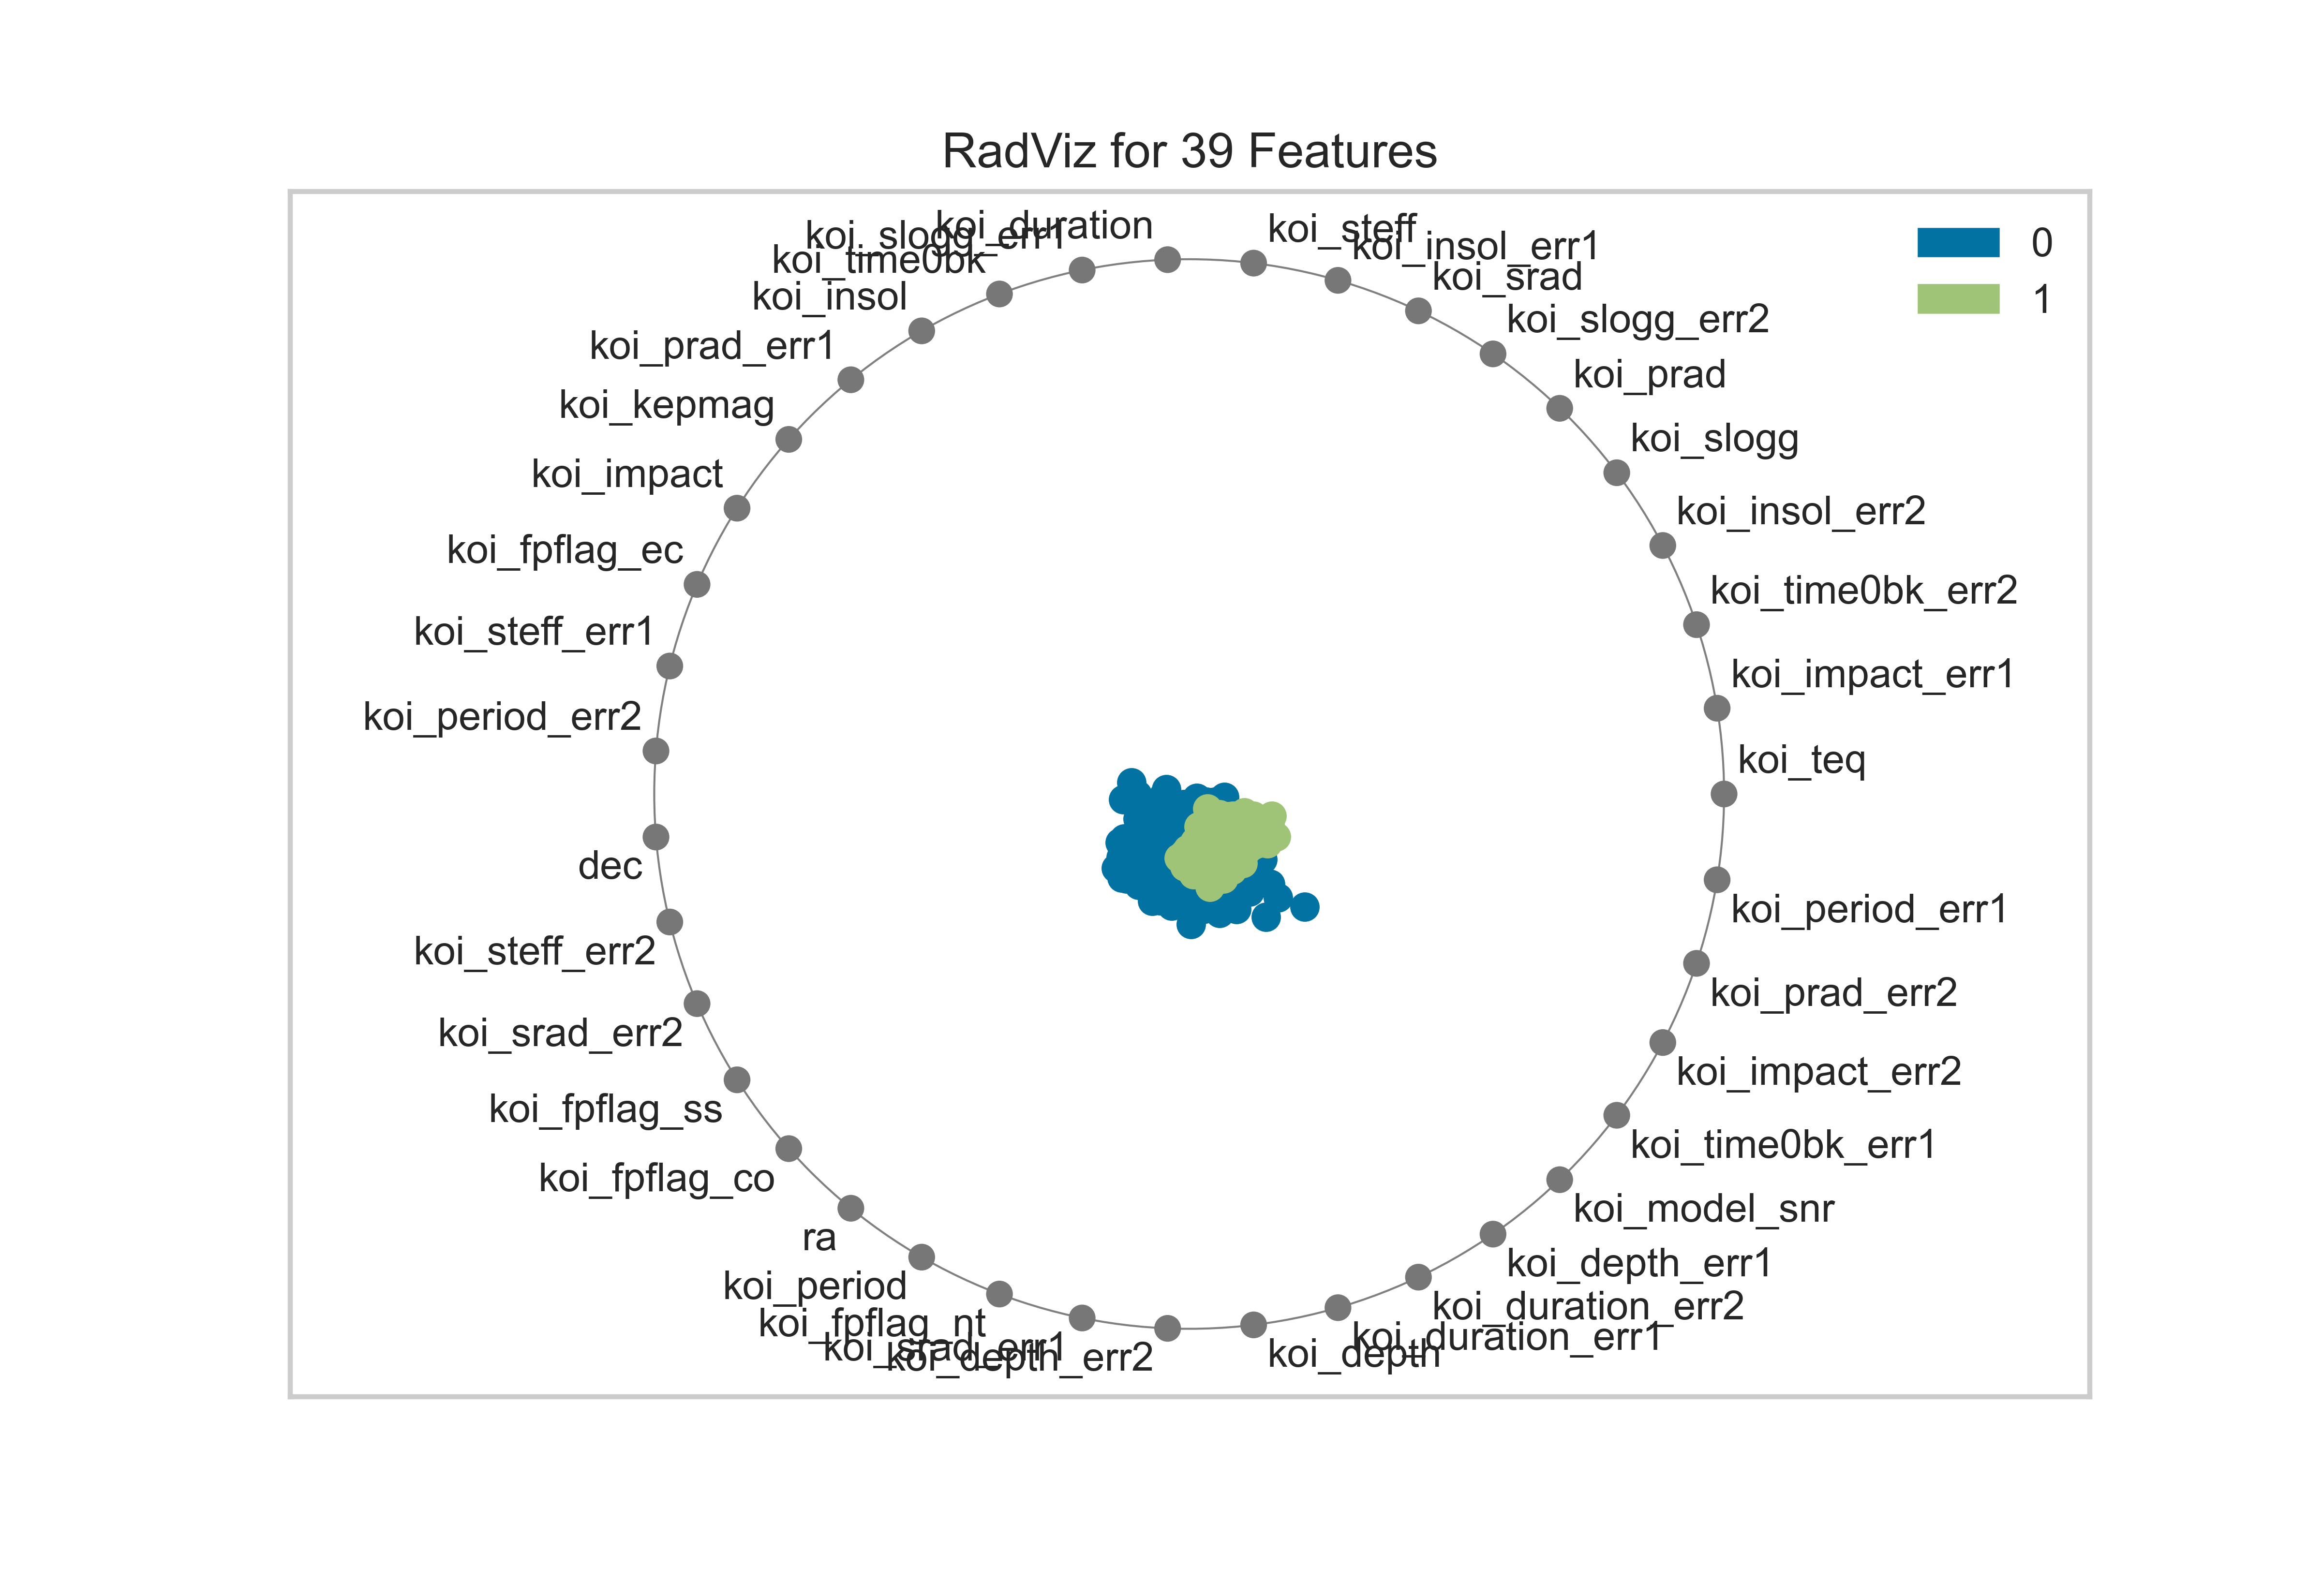 RadViz for 39 Features
0
1
koi_duration
koi_slogg_err1
koi_time0bk
koi_insol
koi_prad_err1
koi_kepmag
koi_impact
koi_fpflag_ec
koi_steff_err1
koi_period_err2
dec
koi_steff_err2
koi_srad_err2
koi_fpflag_ss
koi_fpflag_co
ra
koi_period
koi_fpflag_nt
koi_srad_err1
koi_depth_err2
koi_steff
koi_insol_err1
koi_srad
koi_slogg_err2
koi_prad
koi_slogg
koi_insol_err2
koi_time0bk_err2
koi_impact_err1
koi_teq
koi_period_err1
koi_prad_err2
koi_impact_err2
koi_time0bk_err1
koi_model_snr
koi_depth_err1
koi_duration_err2
koi_duration_err1
koi_depth